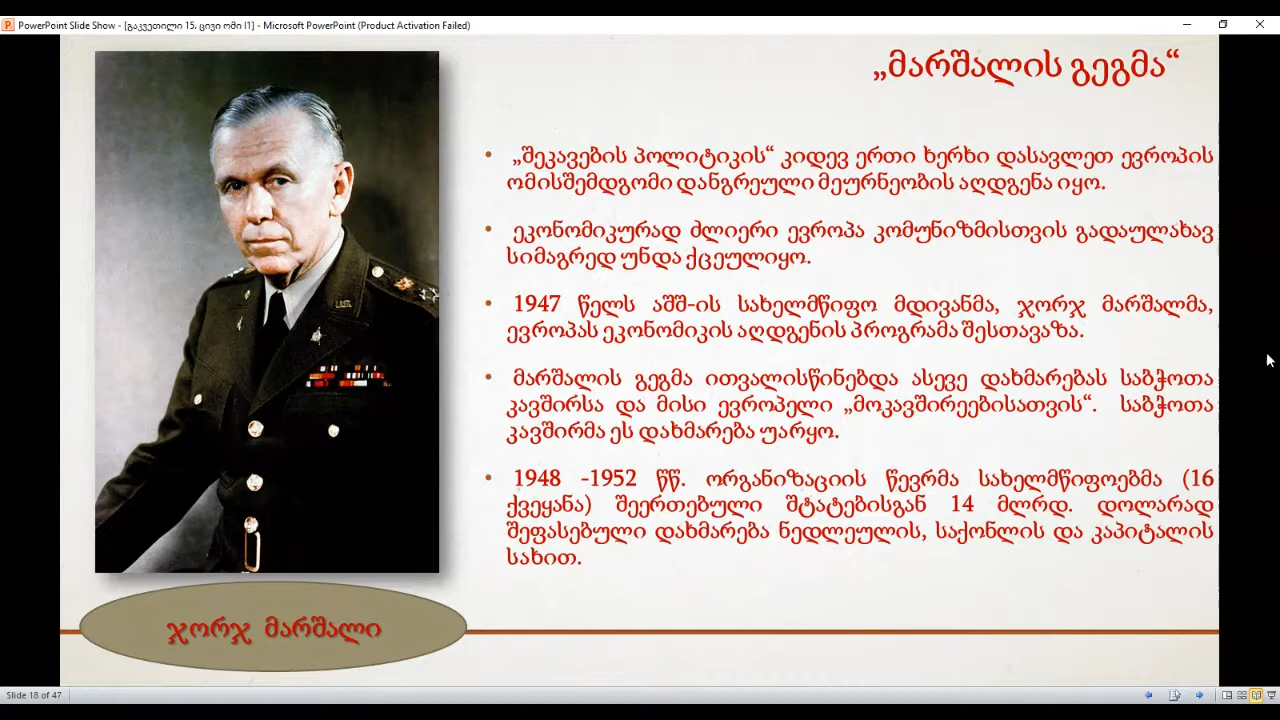 PowerPoint Slide Show - [გაკვეთილი 15. ცივი ომი I1] - Microsoft PowerPoint (Product Activation Failed)
„მარშალის გეგმა“
• „შეკავების პოლიტიკის“ კიდევ ერთი ხერხი დასავლეთ ევროპის
ომისშემდგომი დანგრეული მეურნეობის აღდგენა იყო.
• ეკონომიკურად ძლიერი ევროპა კომუნიზმისთვის გადაულახავ
სიმაგრედ უნდა ქცეულიყო.
• 1947 წელს აშშ-ის სახელმწიფო მდივანმა, ჯორჯ მარშალმა,
ევროპას ეკონომიკის აღდგენის პროგრამა შესთავაზა.
• მარშალის გეგმა ითვალისწინებდა ასევე დახმარებას საბჭოთა
კავშირსა და მისი ევროპელი „მოკავშირეებისათვის“. საბჭოთა
კავშირმა ეს დახმარება უარყო.
• 1948 -1952 წწ. ორგანიზაციის წევრმა სახელმწიფოებმა (16
ქვეყანა) შეერთებული შტატებისგან 14 მლრდ. დოლარად
შეფასებული დახმარება ნედლეულის, საქონლის და კაპიტალის
სახით.
ჯორჯ მარშალი
Slide 18 of 47